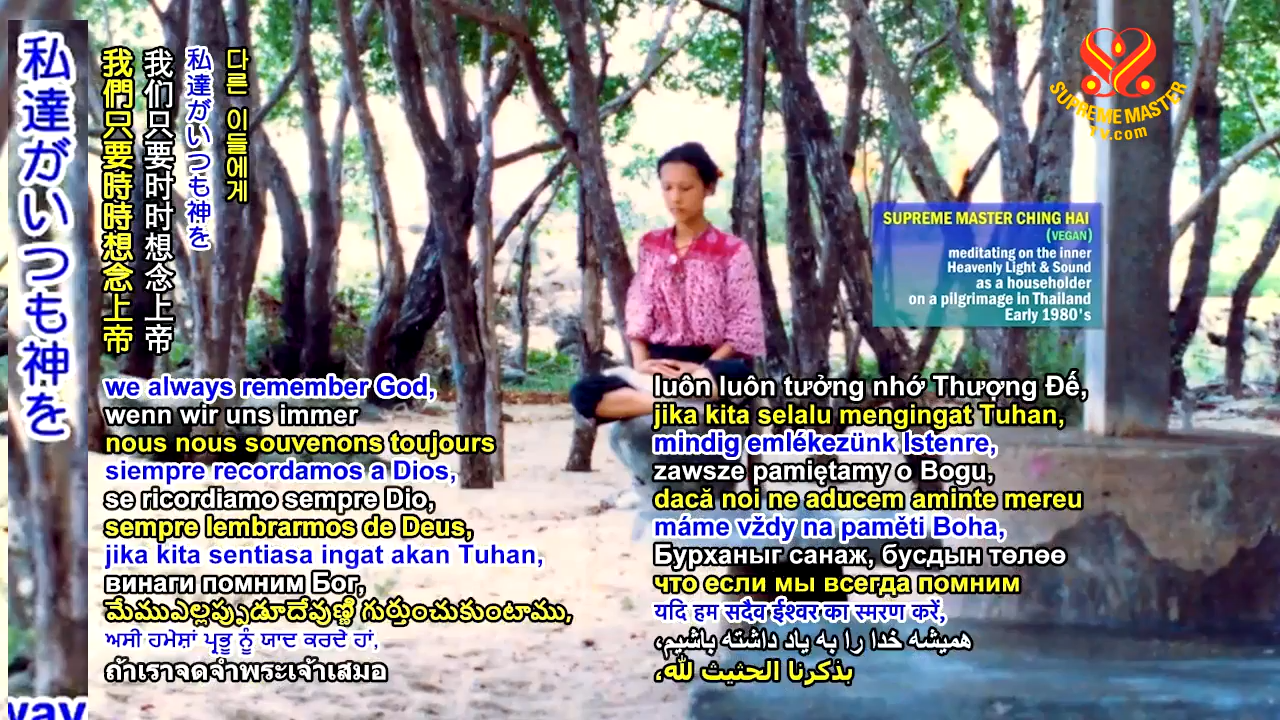 私達がいつも神を
我們只要時時想念上帝
我们只要时时想念上帝
私達がいつも神を
다른 이들에게
SUPREME MASTER
TV.com
SUPREME MASTER CHING HAI
(VEGAN)
meditating on the inner
Heavenly Light & Sound
as a householder
on a pilgrimage in Thailand
Early 1980's
we always remember God,
wenn wir uns immer
nous nous souvenons toujours
siempre recordamos a Dios,
se ricordiamo sempre Dio,
sempre lembrarmos de Deus,
jika kita sentiasa ingat akan Tuhan,
винаги помним Бог,
మేముఎల్లప్పుడూదేవుణ్ణి గుర్తుంచుకుంటాము,
ਅਸੀ ਹਮੇਸ਼ਾਂ ਪ੍ਰਭੂ ਨੂੰ ਯਾਦ ਕਰਦੇ ਹਾਂ,
ถ้าเราจดจำพระเจ้าเสมอ
luôn luôn tưởng nhớ Thượng Đế,
jika kita selalu mengingat Tuhan,
mindig emlékezünk Istenre,
zawsze pamiętamy o Bogu,
dacă noi ne aducem aminte mereu
máme vždy na paměti Boha,
Бурханыг санаж, бусдын төлөө
что если мы всегда помним
यदि हम सदैव ईश्वर का स्मरण करें,
همیشه خدا را به یاد داشته باشیم،
بذكرنا الحثيث لله،